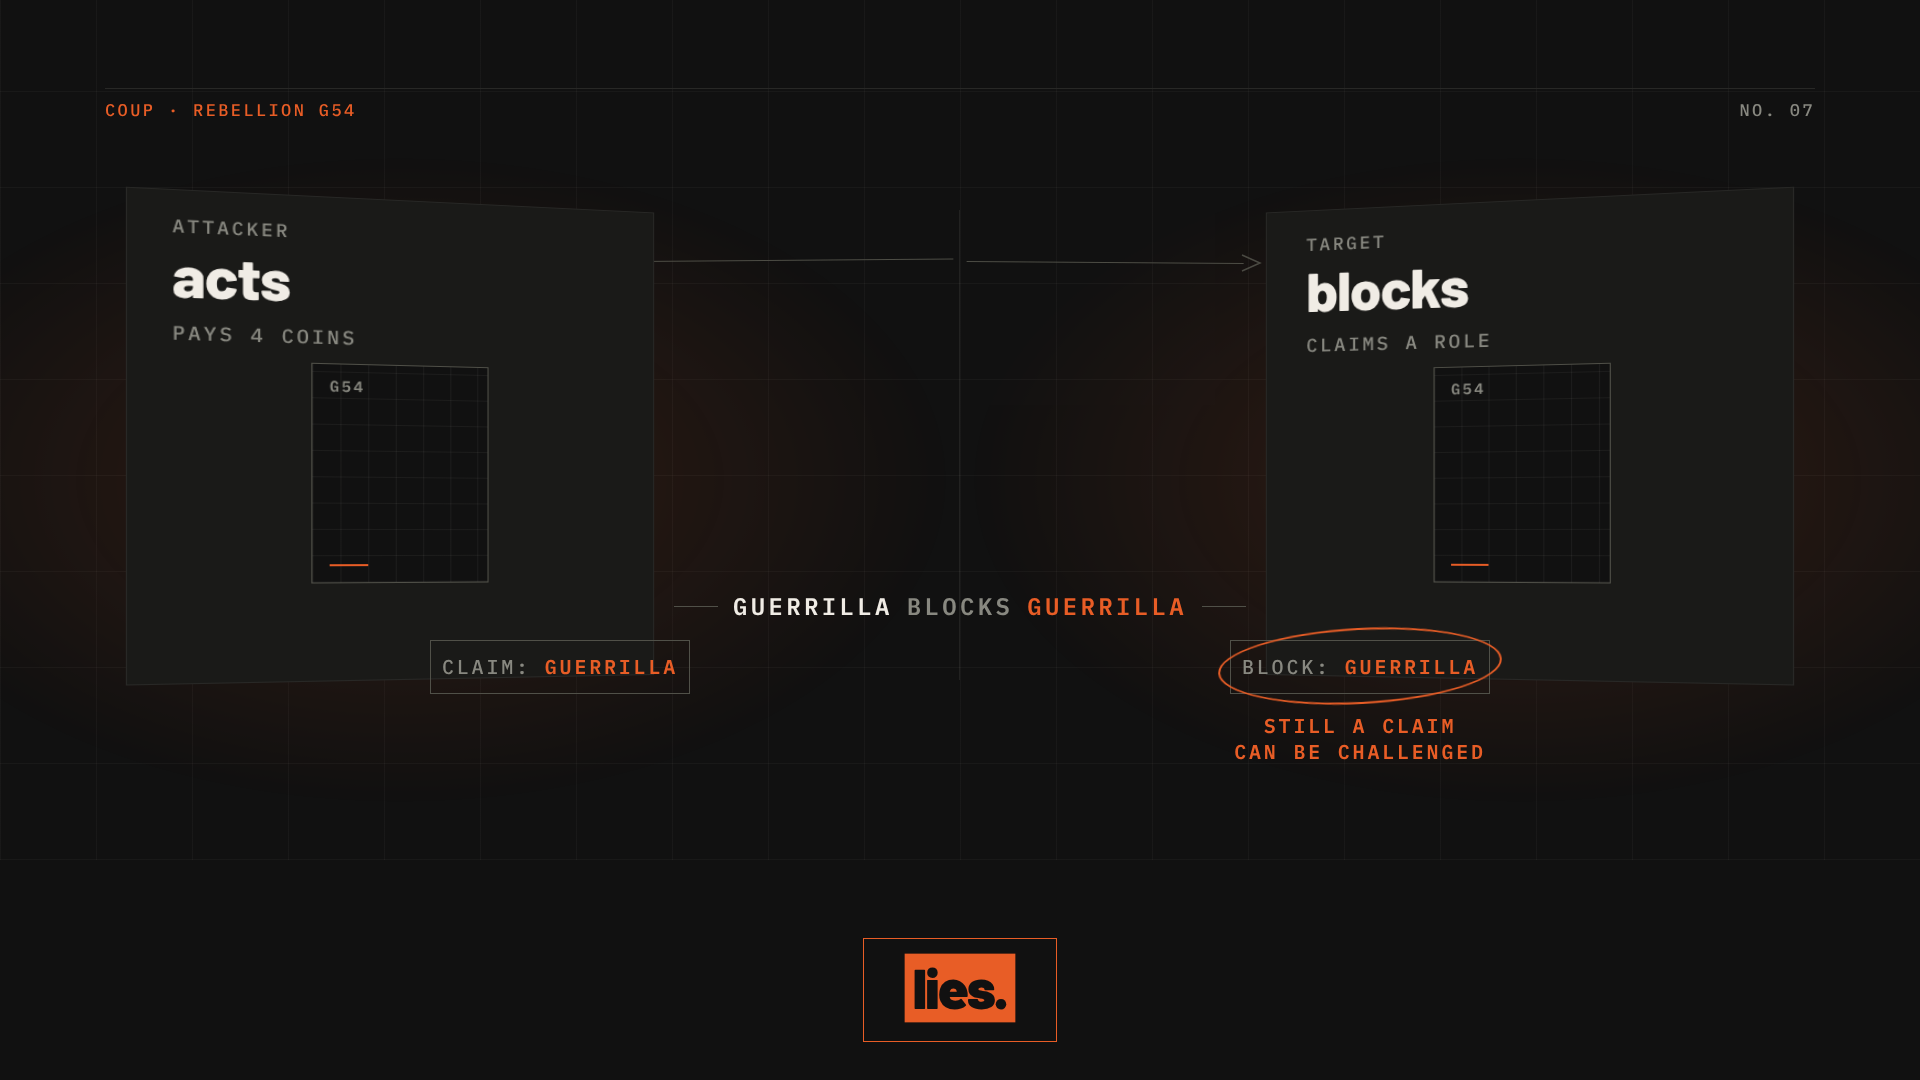 COUP · REBELLION G54
NO. 07
ATTACKER
acts
PAYS 4 COINS
G54
TARGET
blocks
CLAIMS A ROLE
G54
GUERRILLA BLOCKS GUERRILLA
CLAIM: GUERRILLA
BLOCK: GUERRILLA
STILL A CLAIM
CAN BE CHALLENGED
lies.